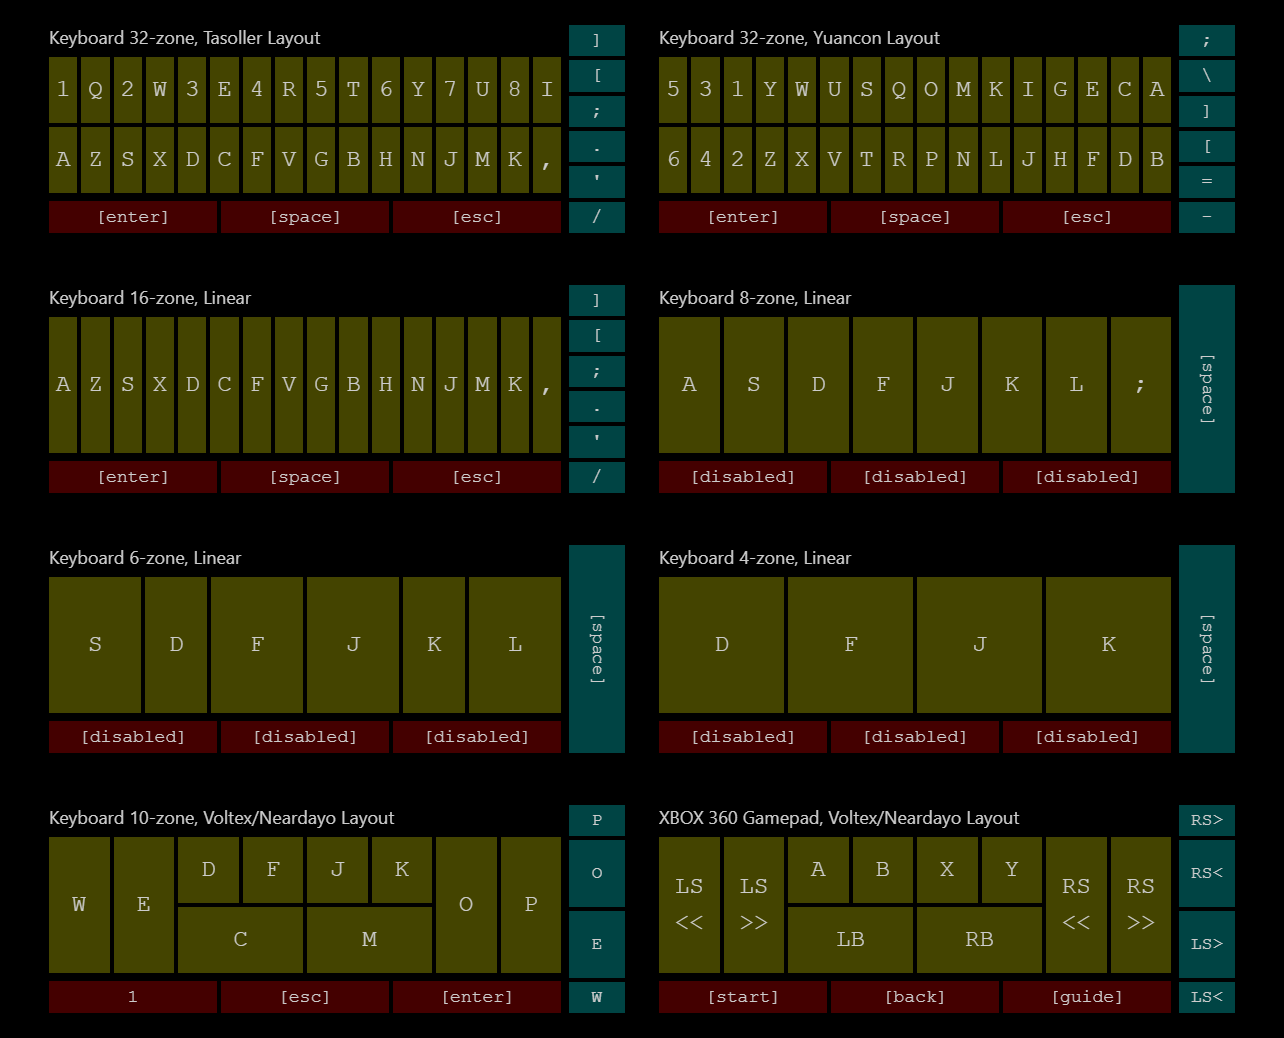 Keyboard 32-zone, Tasoller Layout
1 Q 2 W 3 E 4 R 5 T 6 Y 7 U 8 I
A Z S X D C F V G B H N J M K ,
[enter] [space] [esc]
]
[
;
.
'
/
Keyboard 32-zone, Yuancon Layout
5 3 1 Y W U S Q O M K I G E C A
6 4 2 Z X V T R P N L J H F D B
[enter] [space] [esc]
;
\
]
[
=
-
Keyboard 16-zone, Linear
A Z S X D C F V G B H N J M K ,
[enter] [space] [esc]
]
[
;
.
'
/
Keyboard 8-zone, Linear
A S D F J K L ;
[disabled] [disabled] [disabled]
[space]
Keyboard 6-zone, Linear
S D F J K L
[disabled] [disabled] [disabled]
[space]
Keyboard 4-zone, Linear
D F J K
[disabled] [disabled] [disabled]
[space]
Keyboard 10-zone, Voltex/Neardayo Layout
W E D F J K O P
C M
1 [esc] [enter]
P
O
E
W
XBOX 360 Gamepad, Voltex/Neardayo Layout
LS << LS >> A B X Y RS << RS >>
LB RB
[start] [back] [guide]
RS>
RS<
LS>
LS<